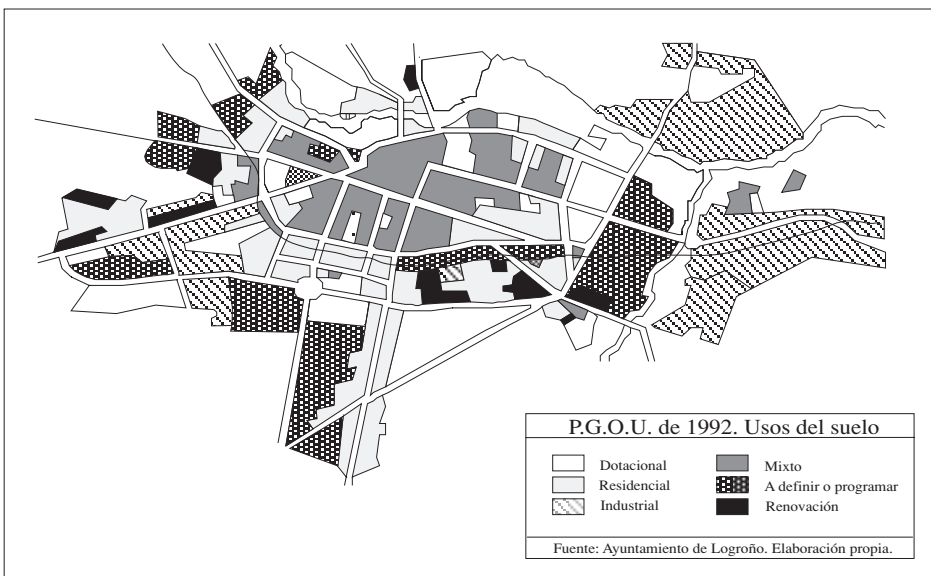 P.G.O.U. de 1992. Usos del suelo
Dotacional
Residencial
Industrial
Mixto
A definir o programar
Renovación
Fuente: Ayuntamiento de Logroño. Elaboración propia.